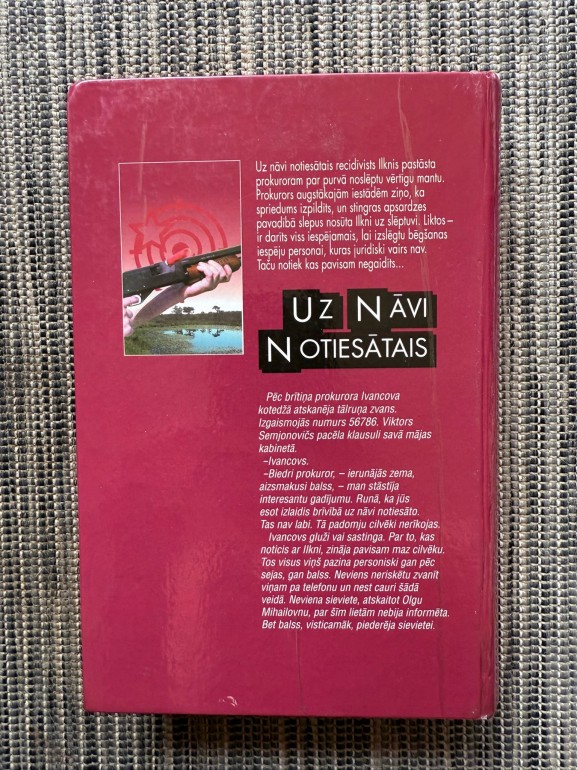 Uz nāvi notiesātais recidīvists Ilknis pastāsta
prokuroram par purvā noslēptu vērtīgu mantu.
Prokurors augstākajām iestādēm ziņo, ka
spriedums izpildīts, un stingras apsardzes
pavadībā slepus nosūta Ilkni uz slēptuvi. Liktos –
ir darīts viss iespējamais, lai izslēgtu bēgšanas
iespēju personai, kuras juridiski vairs nav.
Taču notiek kas pavisam negaidīts...
UZ NĀVI
NOTIESĀTAIS
Pēc brītiņa prokurora Ivancova
kotedžā atskanēja tālruņa zvans.
Izgaismojās numurs 56786. Viktors
Semjonovičs pacēla klausuli savā mājas
kabinetā.
–Ivancovs.
–Biedri prokuror, – ierunājās zema,
aizsmakusi balss, – man stāstīja
interesantu gadījumu. Runā, ka jūs
esot izlaidis brīvībā uz nāvi notiesāto.
Tas nav labi. Tā padomju cilvēki nerīkojas.
Ivancovs gluži vai sastinga. Par to, kas
noticis ar Ilkni, zināja pavisam maz cilvēku.
Tos visus viņš pazina personiski gan pēc
sejas, gan balss. Neviens neriskētu zvanīt
viņam pa telefonu un nest cauri šādā
veidā. Neviena sieviete, atskaitot Olgu
Mihailovnu, par šīm lietām nebija informēta.
Bet balss, visticamāk, piederēja sievietei.